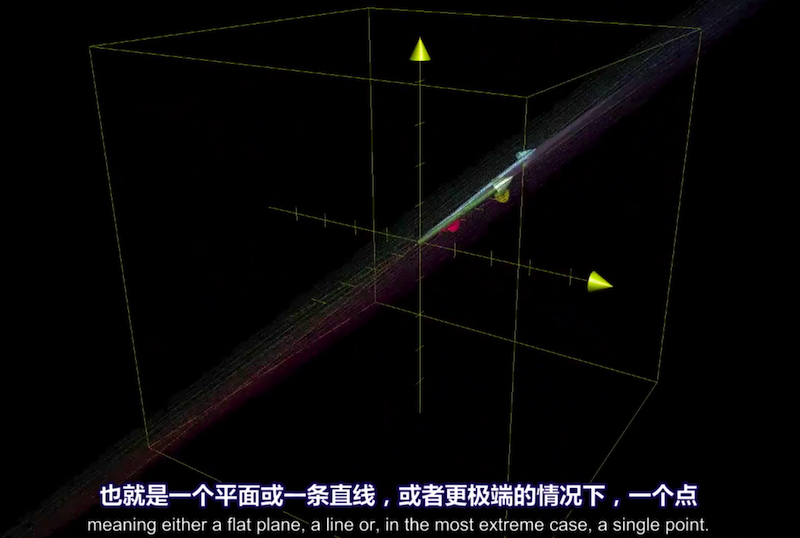 也就是一个平面或一条直线，或者更极端的情况下，一个点
meaning either a flat plane, a line or, in the most extreme case, a single point.